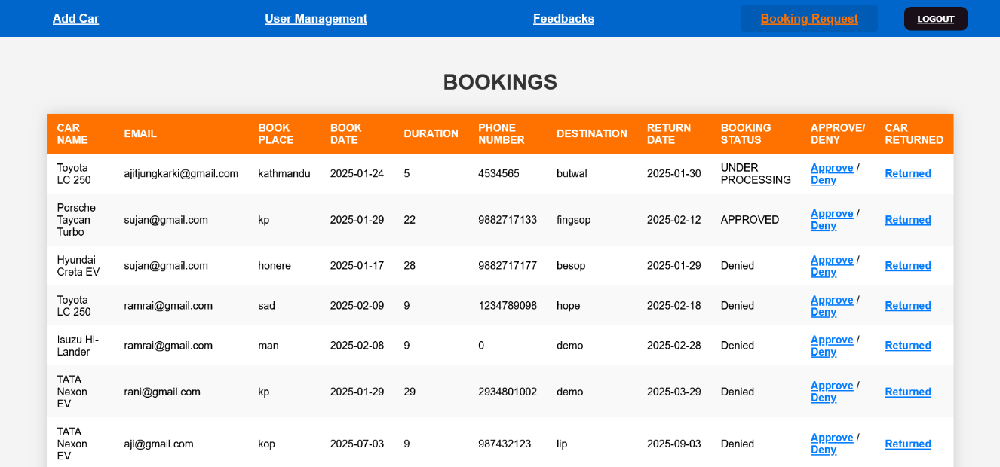 Add Car User Management Feedbacks Booking Request LOGOUT
BOOKINGS
CAR NAME EMAIL BOOK PLACE BOOK DATE DURATION PHONE NUMBER DESTINATION RETURN DATE BOOKING STATUS APPROVE/ DENY CAR RETURNED
Toyota LC 250 ajitjungkarki@gmail.com kathmandu 2025-01-24 5 4534565 butwal 2025-01-30 UNDER PROCESSING Approve / Deny Returned
Porsche Taycan Turbo sujan@gmail.com kp 2025-01-29 22 9882717133 fingsop 2025-02-12 APPROVED Approve / Deny Returned
Hyundai Creta EV sujan@gmail.com honere 2025-01-17 28 9882717177 besop 2025-01-29 Denied Approve / Deny Returned
Toyota LC 250 ramrai@gmail.com sad 2025-02-09 9 1234789098 hope 2025-02-18 Denied Approve / Deny Returned
Isuzu Hi-Lander ramrai@gmail.com man 2025-02-08 9 0 demo 2025-02-28 Denied Approve / Deny Returned
TATA Nexon EV rani@gmail.com kp 2025-01-29 29 2934801002 demo 2025-03-29 Denied Approve / Deny Returned
TATA Nexon EV aji@gmail.com kop 2025-07-03 9 987432123 lip 2025-09-03 Denied Approve / Deny Returned